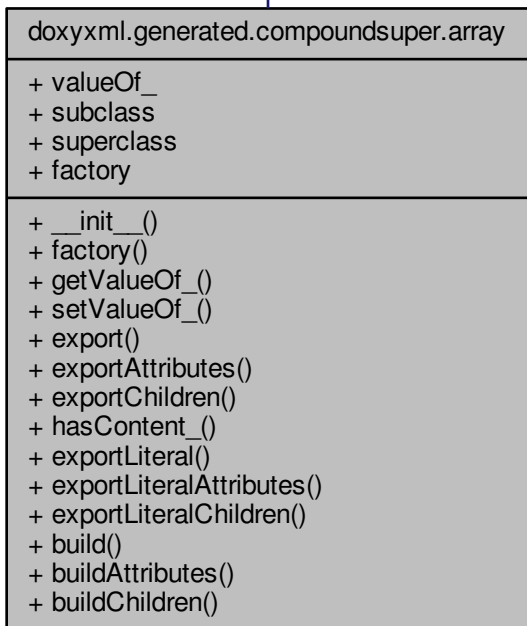 doxyxml.generated.compoundsuper.array
+ valueOf_
+ subclass
+ superclass
+ factory
+ __init__()
+ factory()
+ getValueOf_()
+ setValueOf_()
+ export()
+ exportAttributes()
+ exportChildren()
+ hasContent_()
+ exportLiteral()
+ exportLiteralAttributes()
+ exportLiteralChildren()
+ build()
+ buildAttributes()
+ buildChildren()